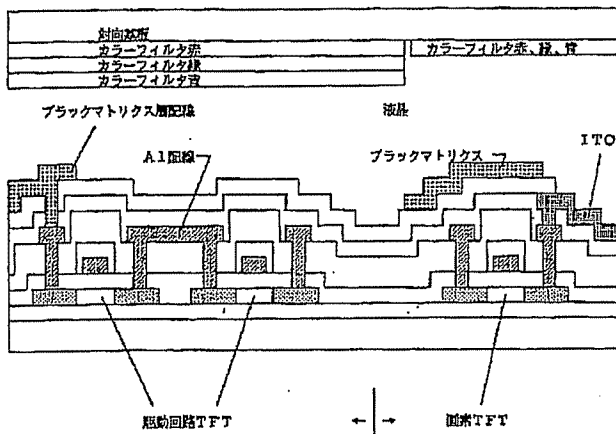 対向基板
カラーフィルタ赤
カラーフィルタ緑
カラーフィルタ青
カラーフィルタ赤、緑、青
ブラックマトリクス層配線
液晶
Al配線
ブラックマトリクス
ITO
駆動回路TFT
画素TFT